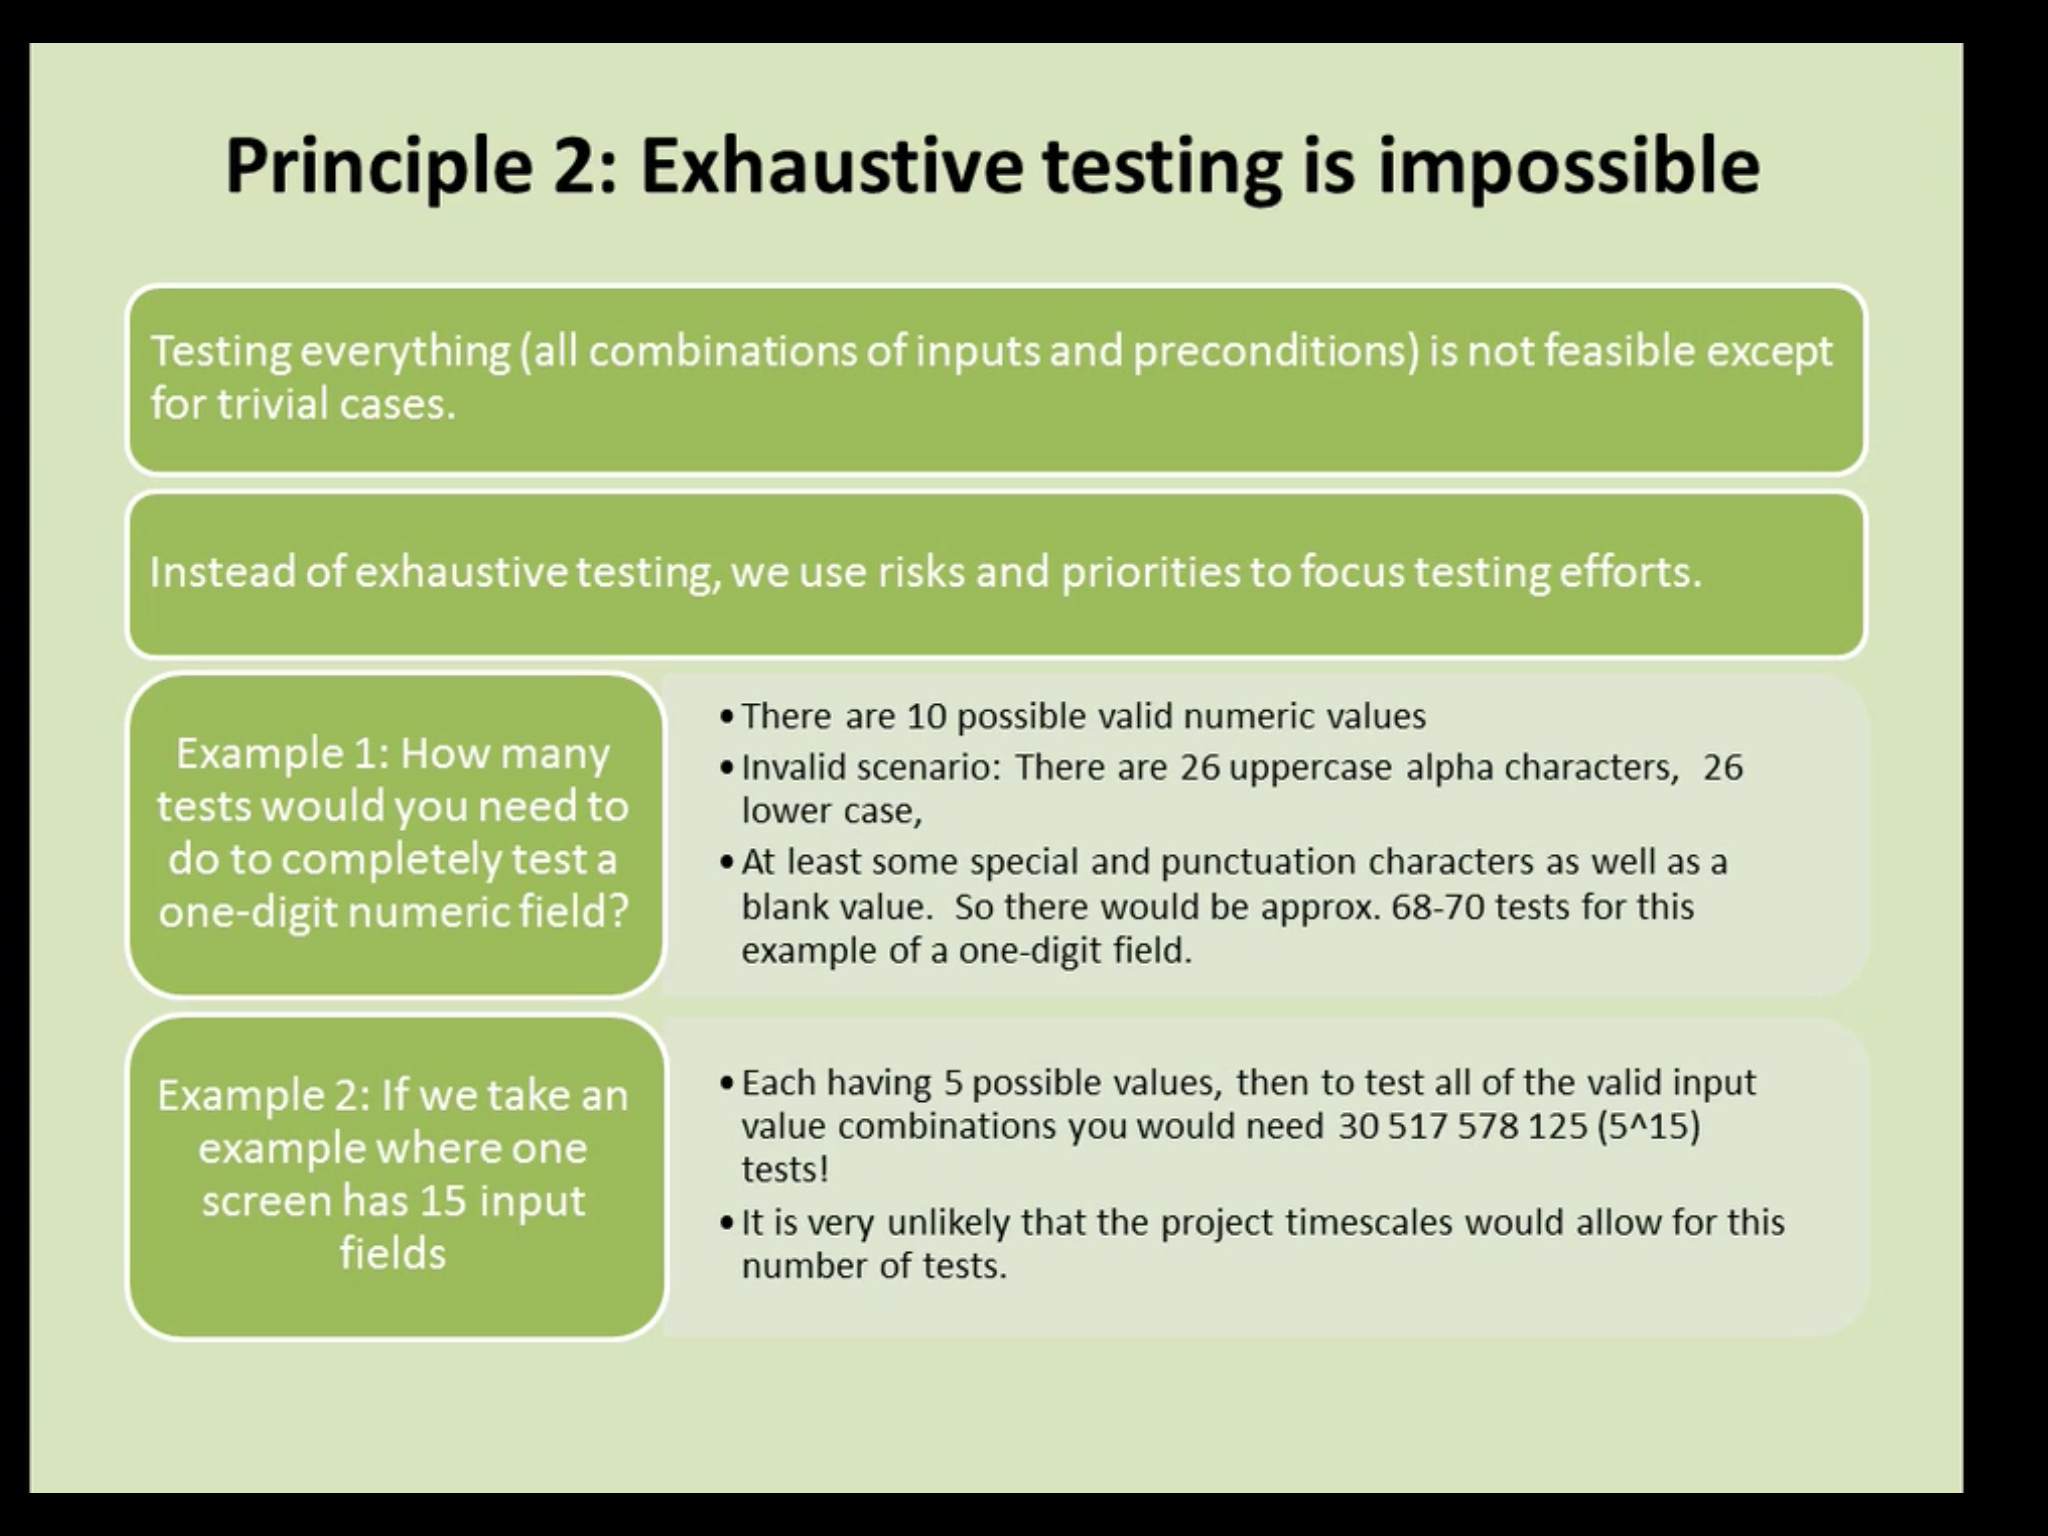 Principle 2: Exhaustive testing is impossible
Testing everything (all combinations of inputs and preconditions) is not feasible except
for trivial cases.
Instead of exhaustive testing, we use risks and priorities to focus testing efforts.
Example 1: How many
tests would you need to
do to completely test a
one-digit numeric field?
• There are 10 possible valid numeric values
• Invalid scenario: There are 26 uppercase alpha characters, 26
lower case,
• At least some special and punctuation characters as well as a
blank value. So there would be approx. 68-70 tests for this
example of a one-digit field.
Example 2: If we take an
example where one
screen has 15 input
fields
• Each having 5 possible values, then to test all of the valid input
value combinations you would need 30 517 578 125 (5^15)
tests!
• It is very unlikely that the project timescales would allow for this
number of tests.